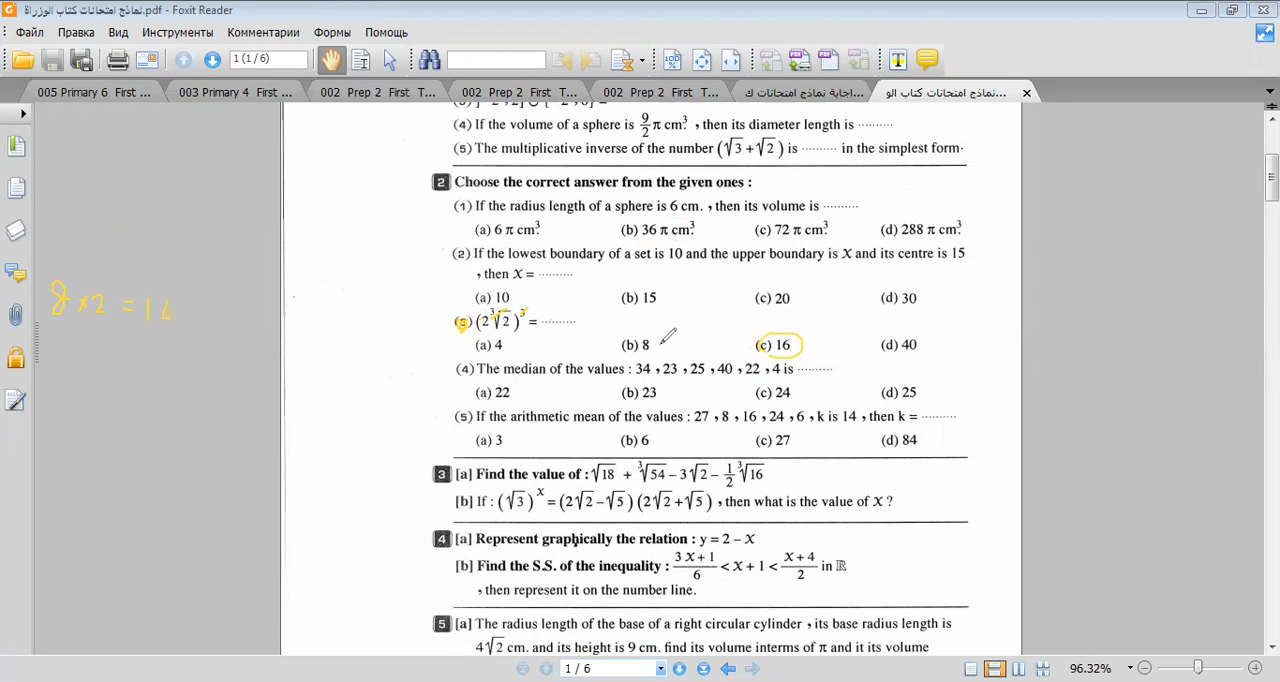 نماذج امتحانات كتاب الوزراة.pdf - Foxit Reader
Файл Правка Вид Инструменты Комментарии Формы Помощь
1 (1 / 6)
005 Primary 6 First ... 003 Primary 4 First ... 002 Prep 2 First T... 002 Prep 2 First T... 002 Prep 2 First T... اجابة نماذج امتحانات ك... نماذج امتحانات كتاب الو...
(4) If the volume of a sphere is 9/2 π cm³ , then its diameter length is ..........
(5) The multiplicative inverse of the number (√3 + √2) is .......... in the simplest form.
2 Choose the correct answer from the given ones :
(1) If the radius length of a sphere is 6 cm. , then its volume is ..........
(a) 6 π cm³ (b) 36 π cm³ (c) 72 π cm³ (d) 288 π cm³
(2) If the lowest boundary of a set is 10 and the upper boundary is X and its centre is 15
, then X = ..........
(a) 10 (b) 15 (c) 20 (d) 30
8 × 2 = 16
(3) (2 ∛2)³ = ..........
(a) 4 (b) 8 (c) 16 (d) 40
(4) The median of the values : 34 , 23 , 25 , 40 , 22 , 4 is ..........
(a) 22 (b) 23 (c) 24 (d) 25
(5) If the arithmetic mean of the values : 27 , 8 , 16 , 24 , 6 , k is 14 , then k = ..........
(a) 3 (b) 6 (c) 27 (d) 84
3 [a] Find the value of : √18 + ∛54 – 3√2 – 1/2 ∛16
[b] If : (√3)^X = (2√2 – √5) (2√2 + √5) , then what is the value of X ?
4 [a] Represent graphically the relation : y = 2 – X
[b] Find the S.S. of the inequality : (3 X + 1)/6 < X + 1 < (X + 4)/2 in ℝ
, then represent it on the number line.
5 [a] The radius length of the base of a right circular cylinder , its base radius length is
4√2 cm. and its height is 9 cm. find its volume interms of π and it its volume
1 / 6 96.32%